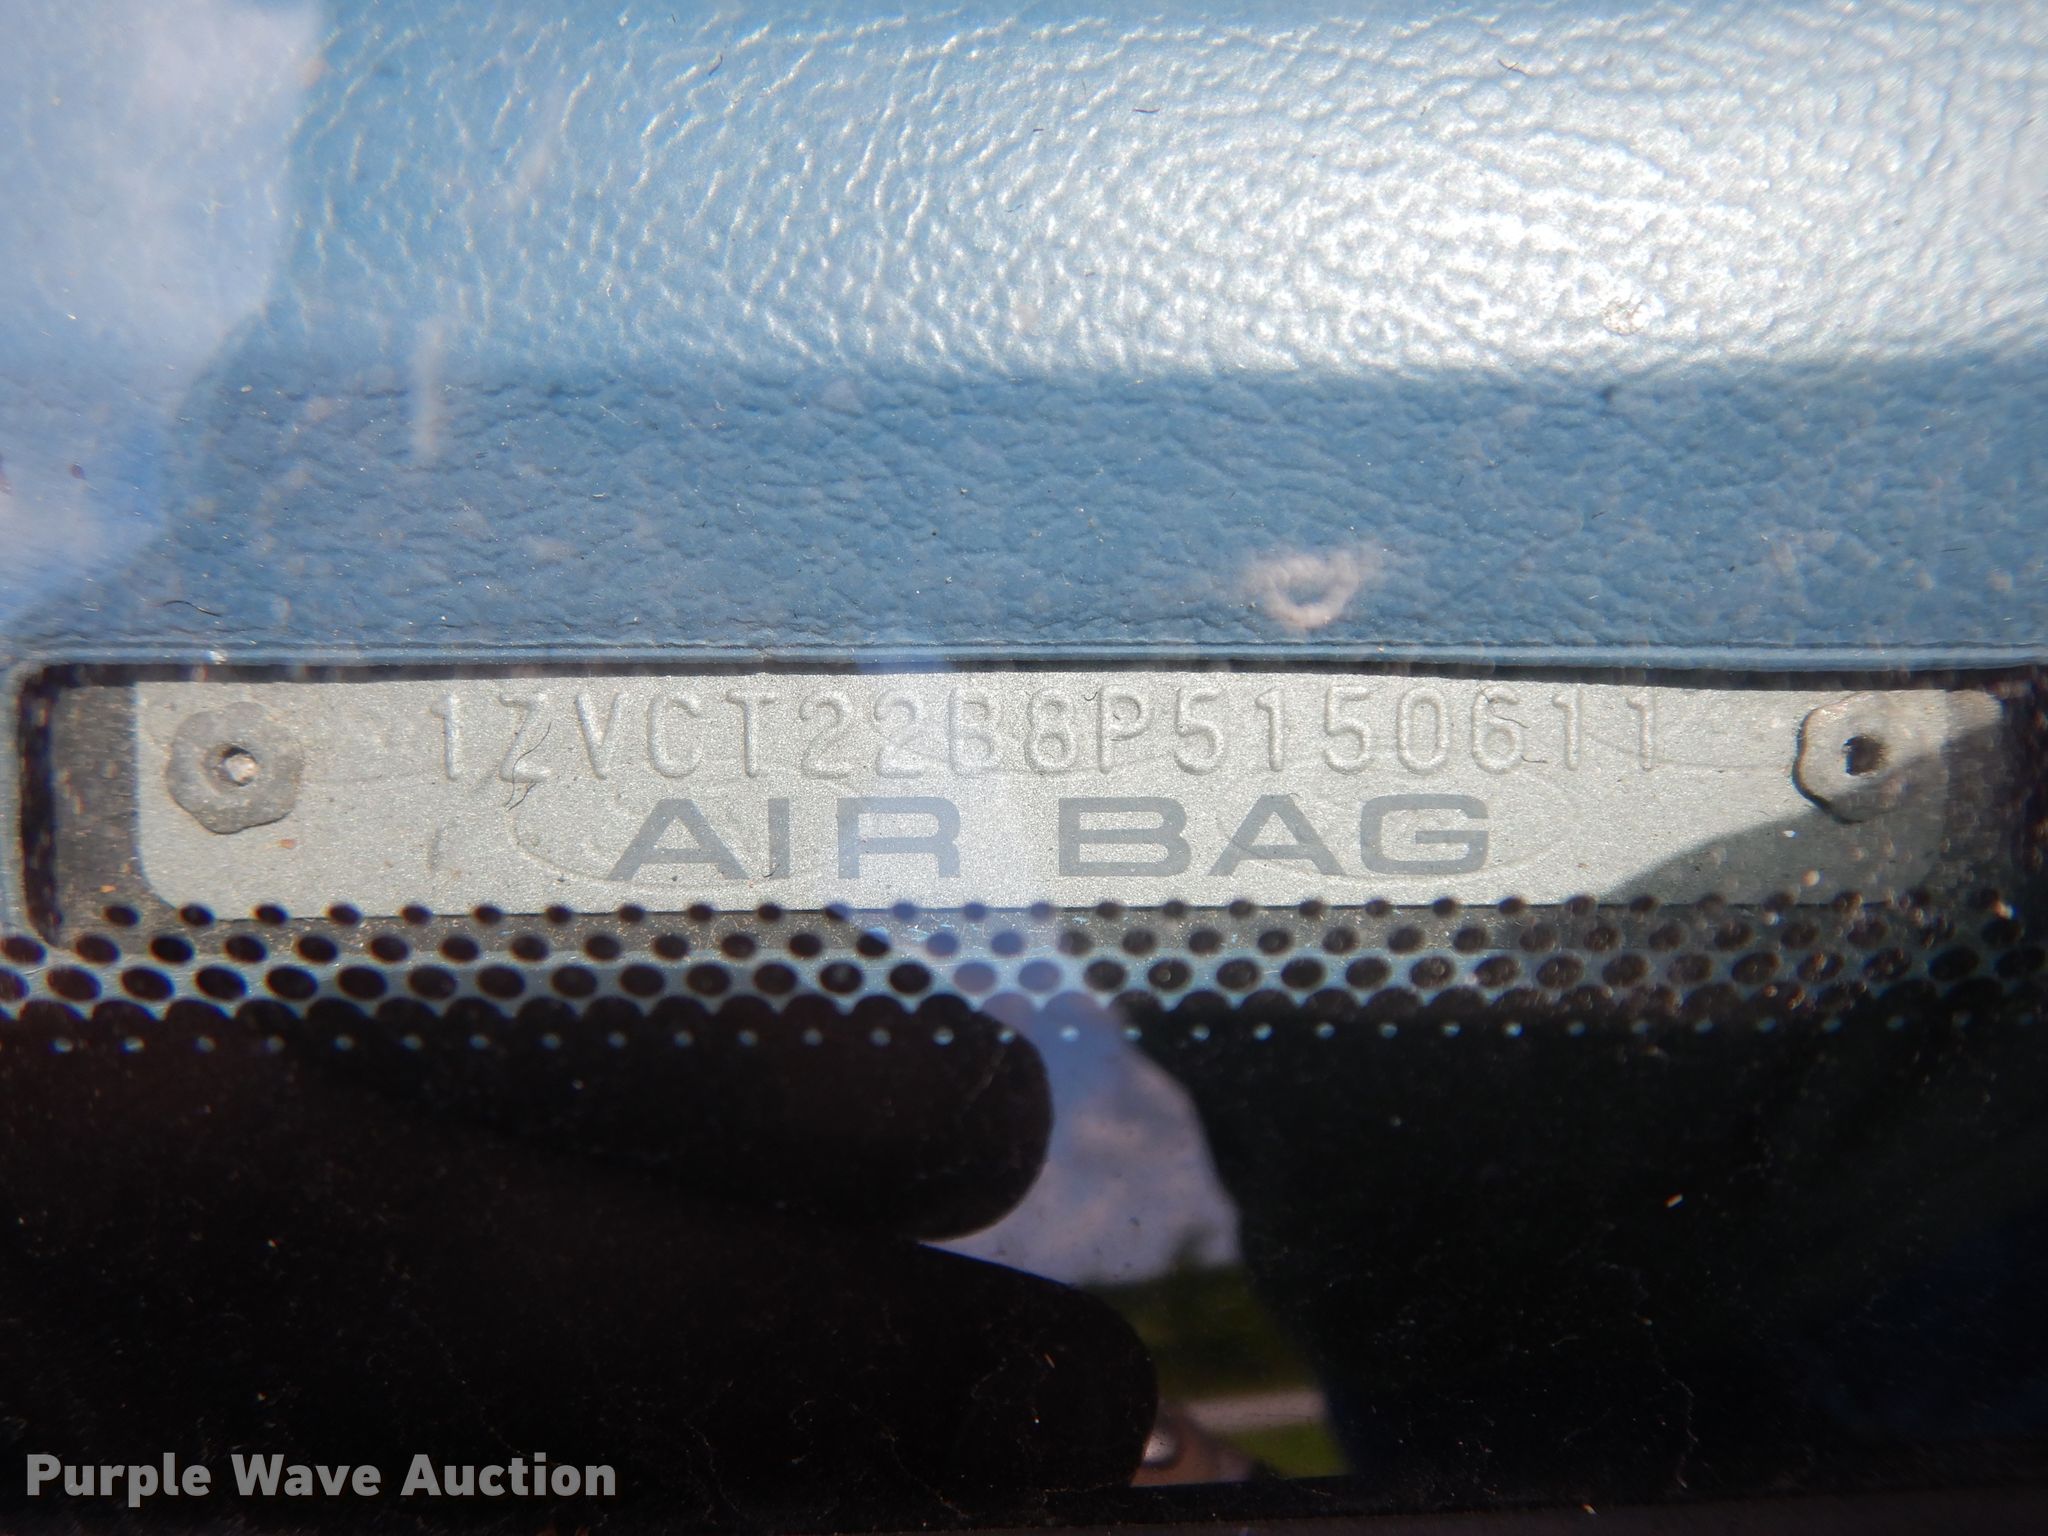 1ZVCT22B8P5150611
AIR BAG
Purple Wave Auction